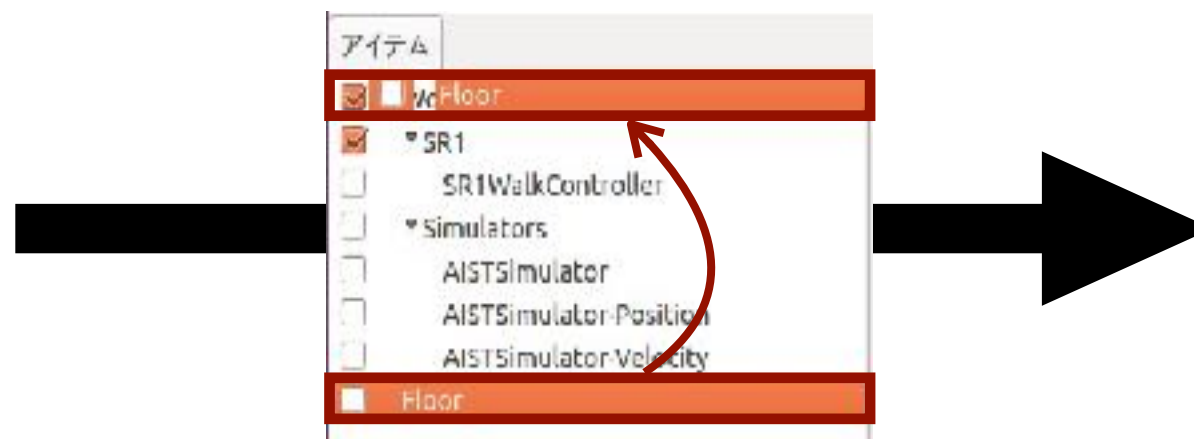 アイテム
Floor
SR1
SR1WalkController
Simulators
AISTSimulator
AISTSimulator-Position
AISTSimulator-Velocity
Floor